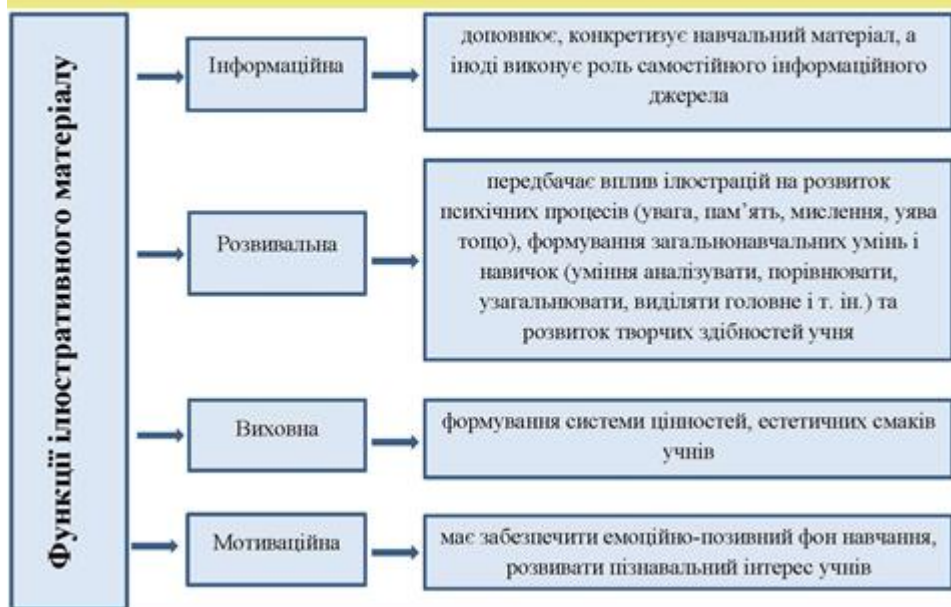 Функції ілюстративного матеріалу
Інформаційна
доповнює, конкретизує навчальний матеріал, а
іноді виконує роль самостійного інформаційного
джерела
Розвивальна
передбачає вплив ілюстрацій на розвиток
психічних процесів (увага, пам’ять, мислення, уява
тощо), формування загальнонавчальних умінь і
навичок (уміння аналізувати, порівнювати,
узагальнювати, виділяти головне і т. ін.) та
розвиток творчих здібностей учня
Виховна
формування системи цінностей, естетичних смаків
учнів
Мотиваційна
має забезпечити емоційно-позивний фон навчання,
розвивати пізнавальний інтерес учнів